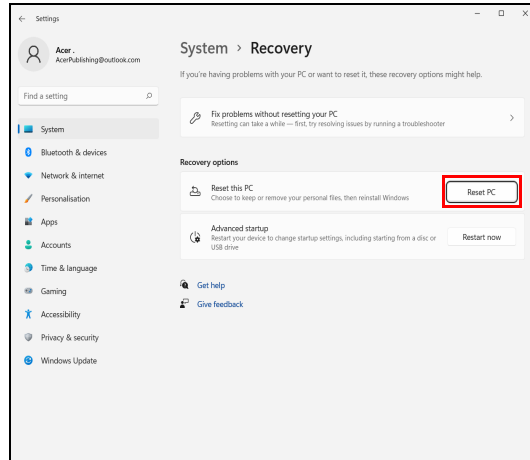 Settings
Acer .
AcerPublishing@outlook.com
Find a setting
System
Bluetooth & devices
Network & internet
Personalisation
Apps
Accounts
Time & language
Gaming
Accessibility
Privacy & security
Windows Update
System > Recovery
If you're having problems with your PC or want to reset it, these recovery options might help.
Fix problems without resetting your PC
Resetting can take a while — first, try resolving issues by running a troubleshooter
Recovery options
Reset this PC
Choose to keep or remove your personal files, then reinstall Windows
Reset PC
Advanced startup
Restart your device to change startup settings, including starting from a disc or
USB drive
Restart now
Get help
Give feedback